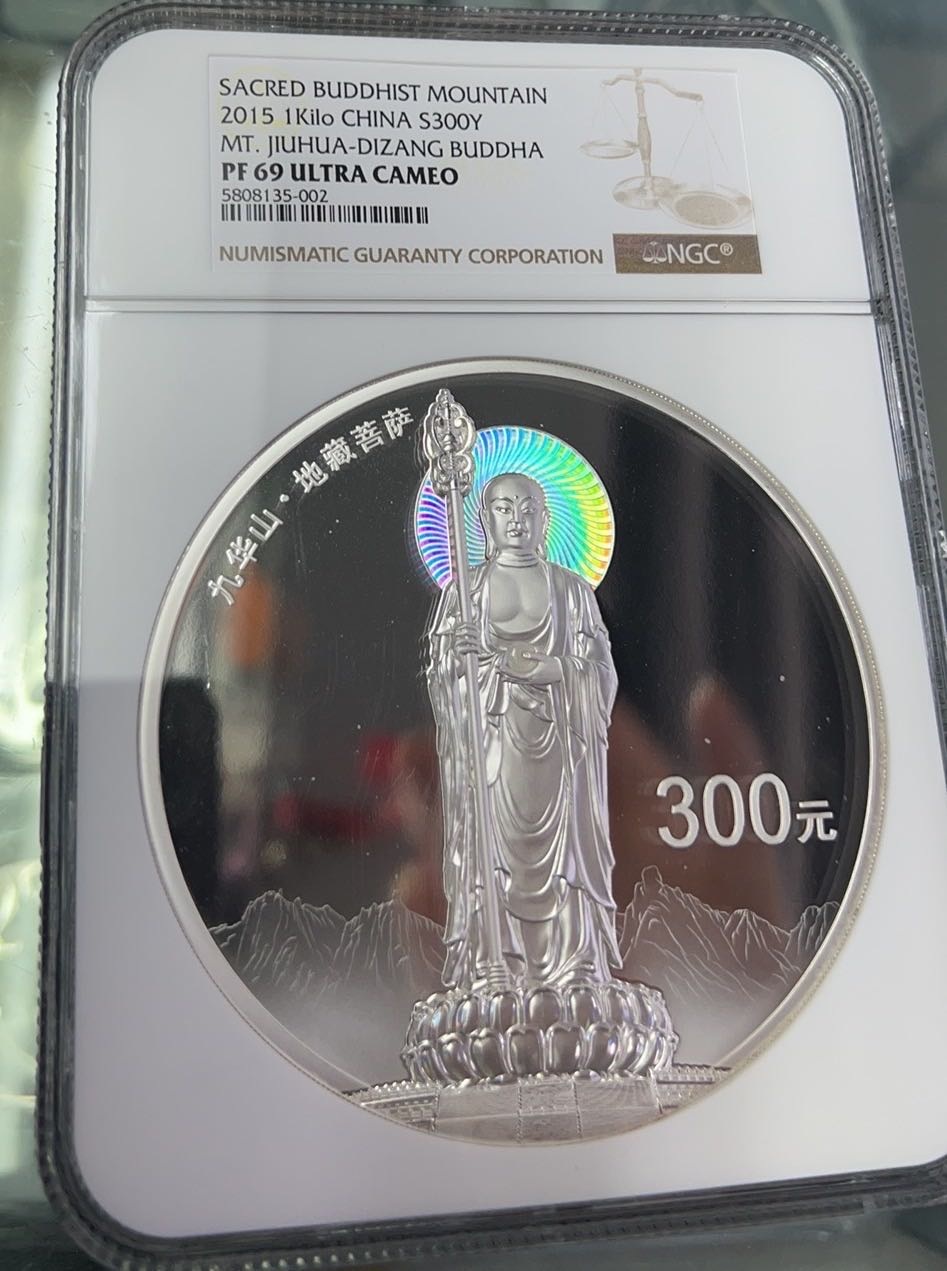 SACRED BUDDHIST MOUNTAIN
2015 1Kilo CHINA S300Y
MT. JIUHUA-DIZANG BUDDHA
PF 69 ULTRA CAMEO
5808135-002
NUMISMATIC GUARANTY CORPORATION
NGC®
九华山·地藏菩萨
300元